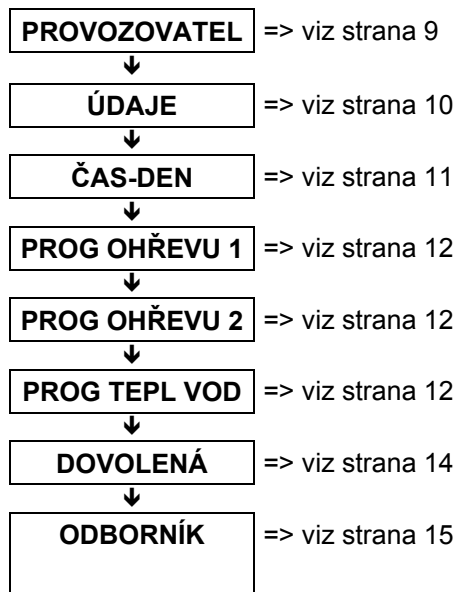 PROVOZOVATEL => viz strana 9
ÚDAJE => viz strana 10
ČAS-DEN => viz strana 11
PROG OHŘEVU 1 => viz strana 12
PROG OHŘEVU 2 => viz strana 12
PROG TEPL VOD => viz strana 12
DOVOLENÁ => viz strana 14
ODBORNÍK => viz strana 15